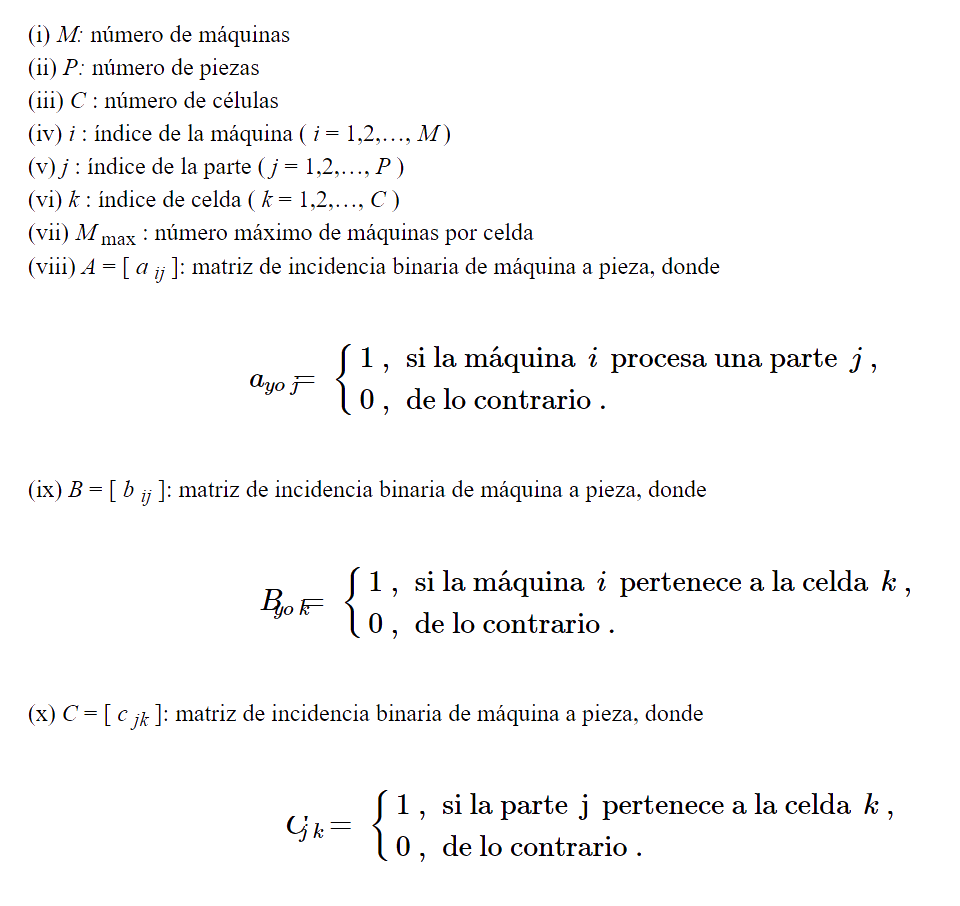 (i) M: número de máquinas
(ii) P: número de piezas
(iii) C : número de células
(iv) i : índice de la máquina ( i = 1,2,…, M )
(v) j : índice de la parte ( j = 1,2,…, P )
(vi) k : índice de celda ( k = 1,2,…, C )
(vii) M max : número máximo de máquinas por celda
(viii) A = [ a ij ]: matriz de incidencia binaria de máquina a pieza, donde
a yo j = { 1 , si la máquina i procesa una parte j ,
0 , de lo contrario .
(ix) B = [ b ij ]: matriz de incidencia binaria de máquina a pieza, donde
B yo k = { 1 , si la máquina i pertenece a la celda k ,
0 , de lo contrario .
(x) C = [ c jk ]: matriz de incidencia binaria de máquina a pieza, donde
C j k = { 1 , si la parte j pertenece a la celda k ,
0 , de lo contrario .